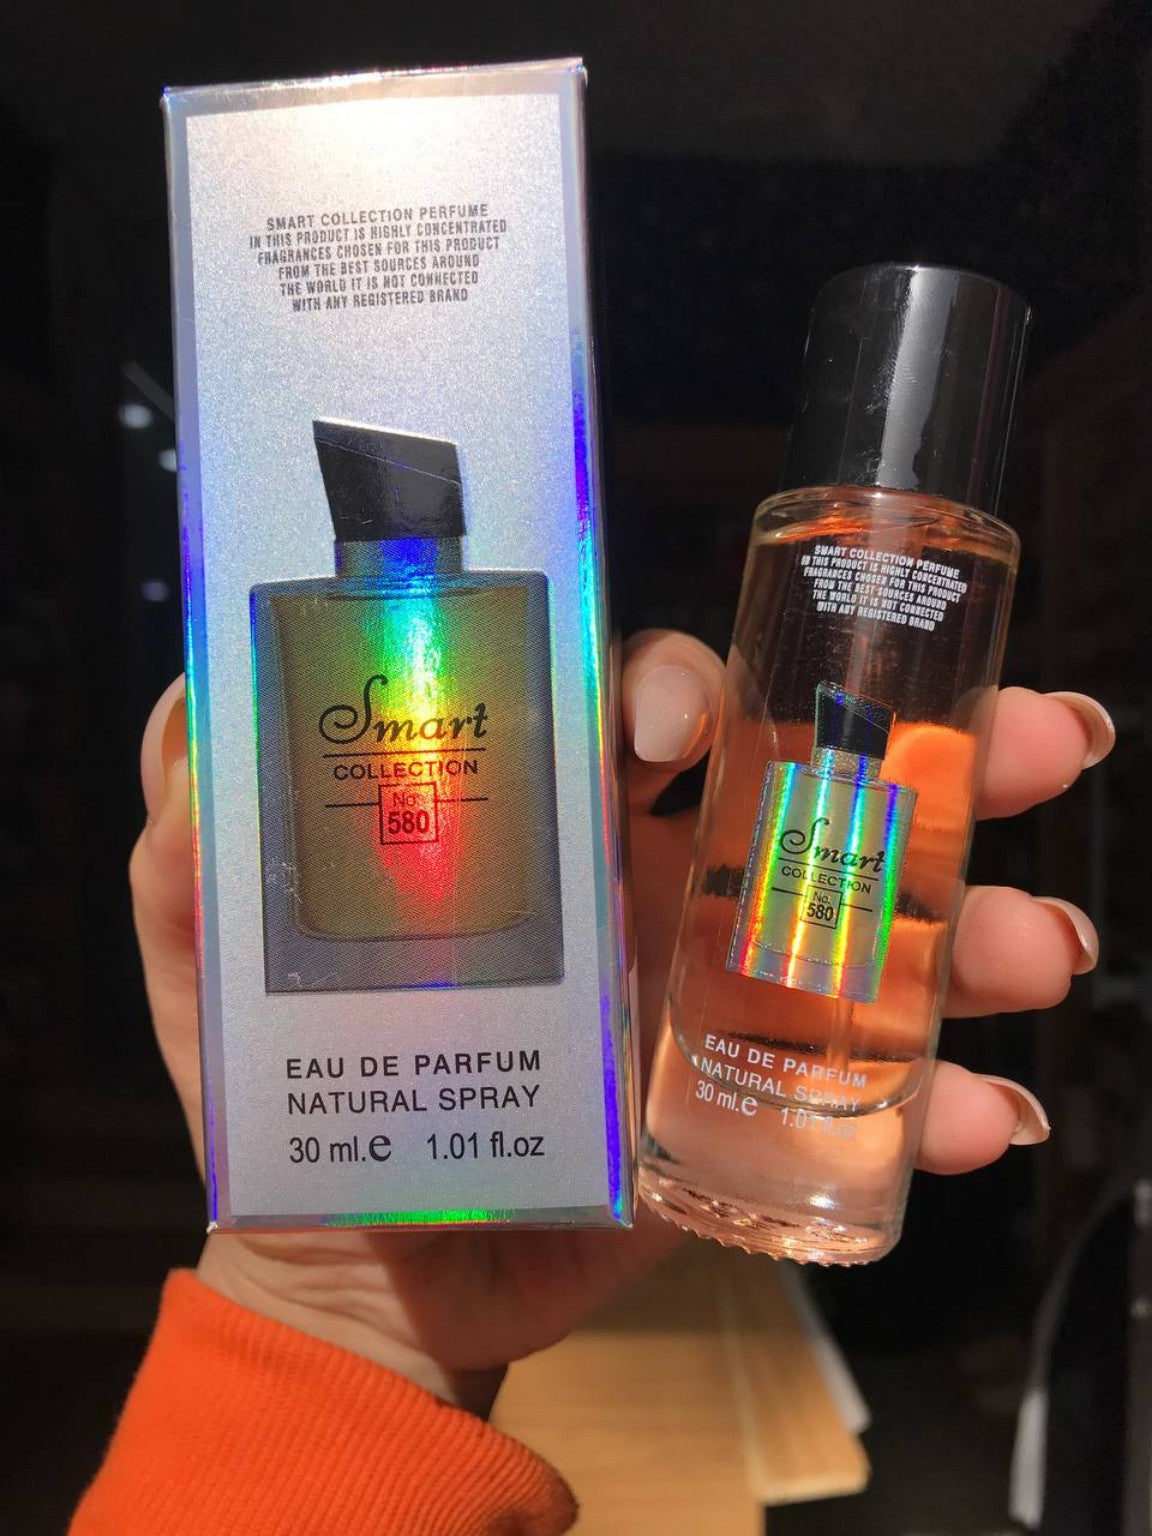 SMART COLLECTION PERFUME
IN THIS PRODUCT IS HIGHLY CONCENTRATED
FRAGRANCES CHOSEN FOR THIS PRODUCT
FROM THE BEST SOURCES AROUND
THE WORLD IT IS NOT CONNECTED
WITH ANY REGISTERED BRAND
Smart
COLLECTION
No.
580
EAU DE PARFUM
NATURAL SPRAY
30 ml.e 1.01 fl.oz
SMART COLLECTION PERFUME
IN THIS PRODUCT IS HIGHLY CONCENTRATED
FRAGRANCES CHOSEN FOR THIS PRODUCT
FROM THE BEST SOURCES AROUND
THE WORLD IT IS NOT CONNECTED
WITH ANY REGISTERED BRAND
Smart
COLLECTION
No.
580
EAU DE PARFUM
NATURAL SPRAY
30 ml.e 1.01 fl.oz